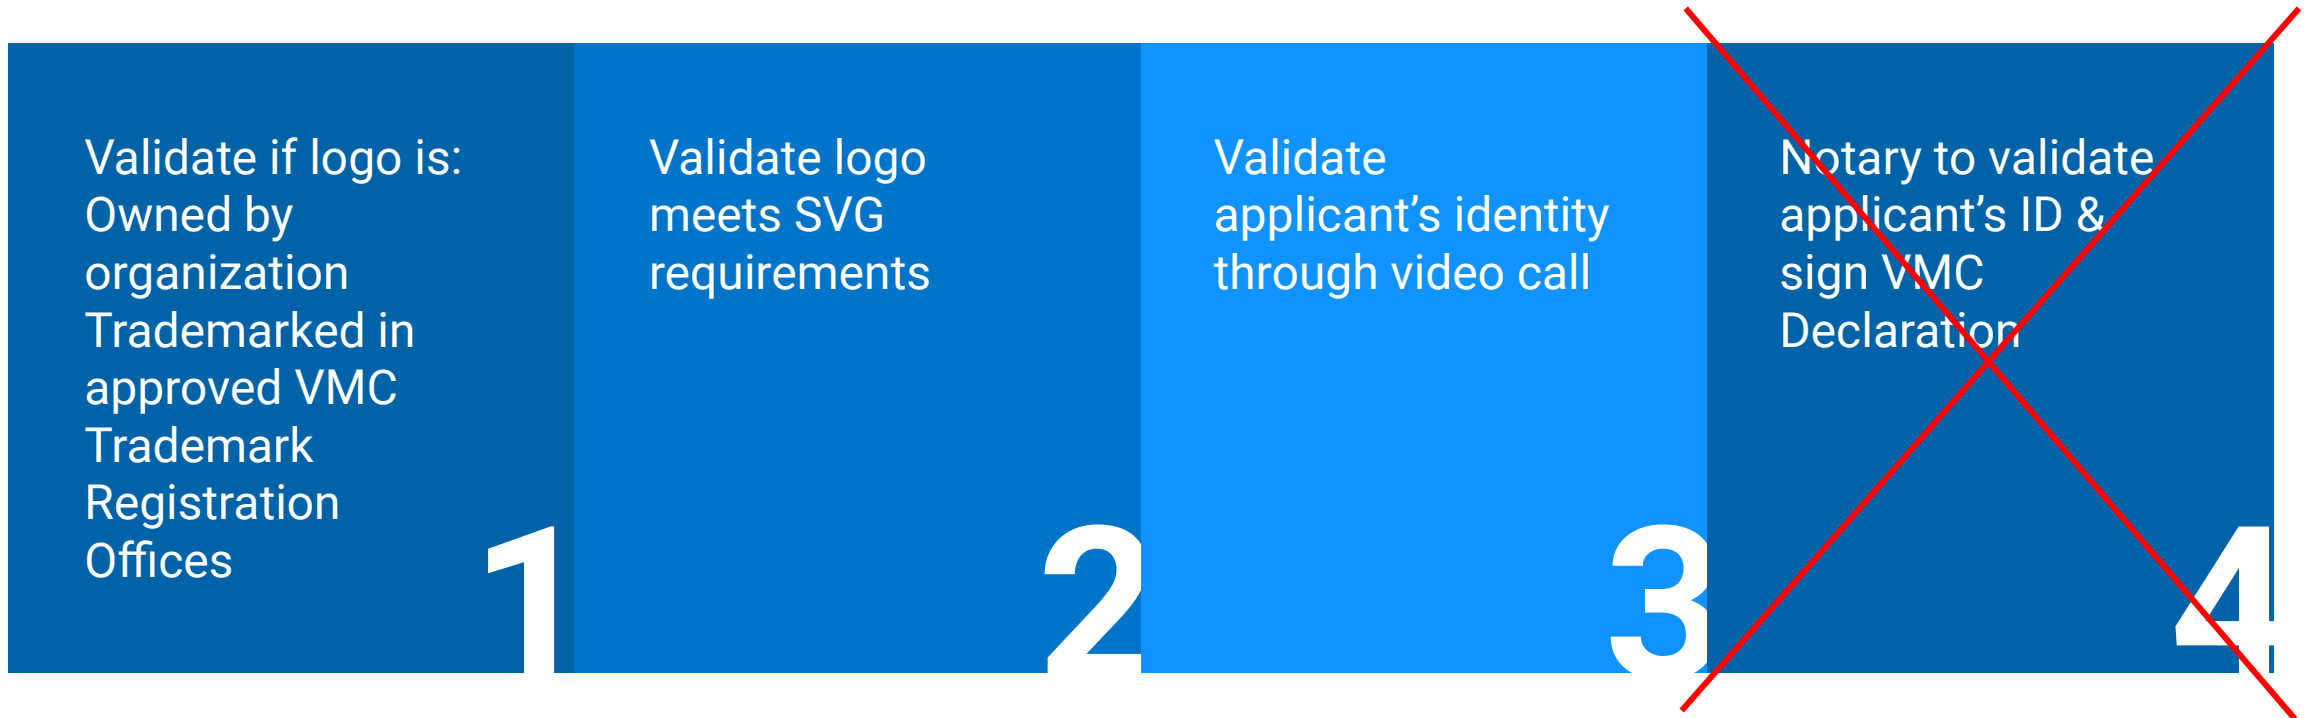 Validate if logo is:
Owned by
organization
Trademarked in
approved VMC
Trademark
Registration
Offices
1
Validate logo
meets SVG
requirements
2
Validate
applicant’s identity
through video call
3
Notary to validate
applicant’s ID &
sign VMC
Declaration
4